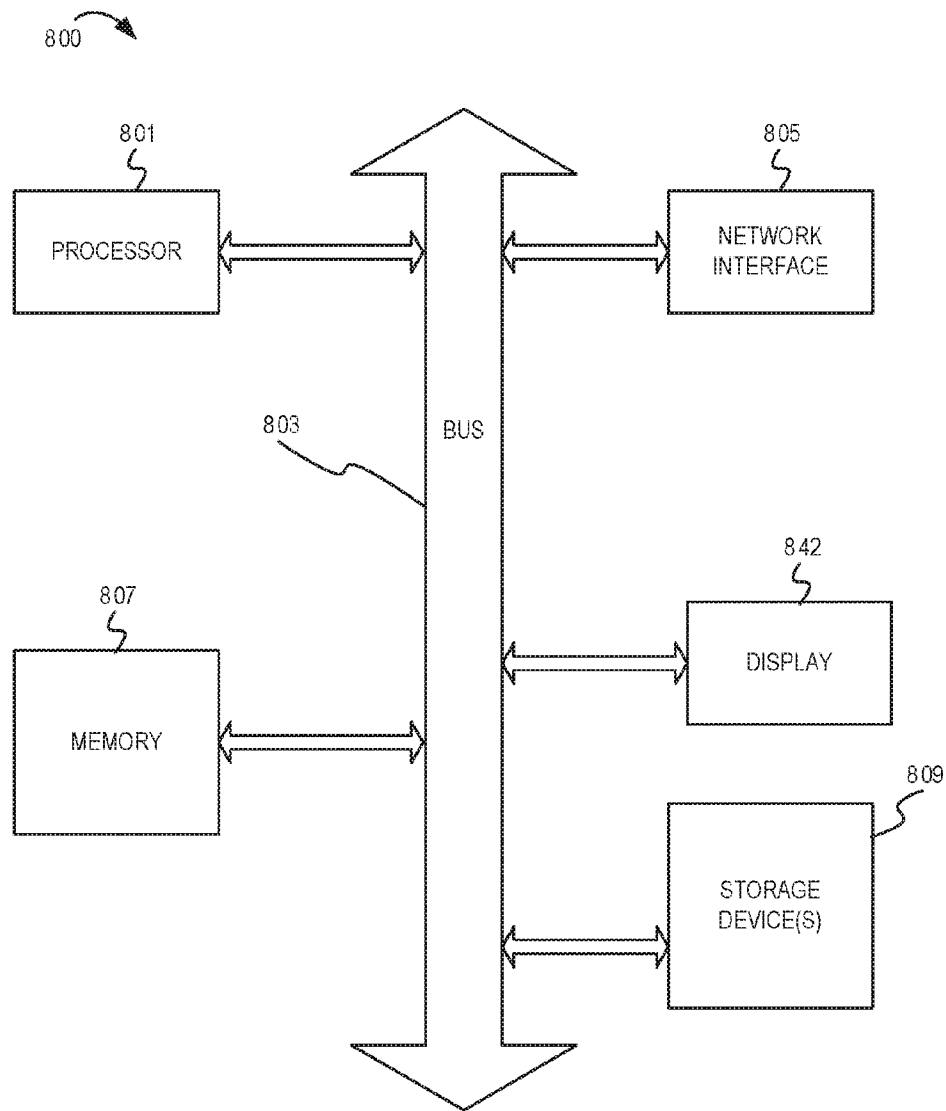 800
801
PROCESSOR
805
NETWORK
INTERFACE
803
BUS
842
DISPLAY
807
MEMORY
809
STORAGE
DEVICE(S)